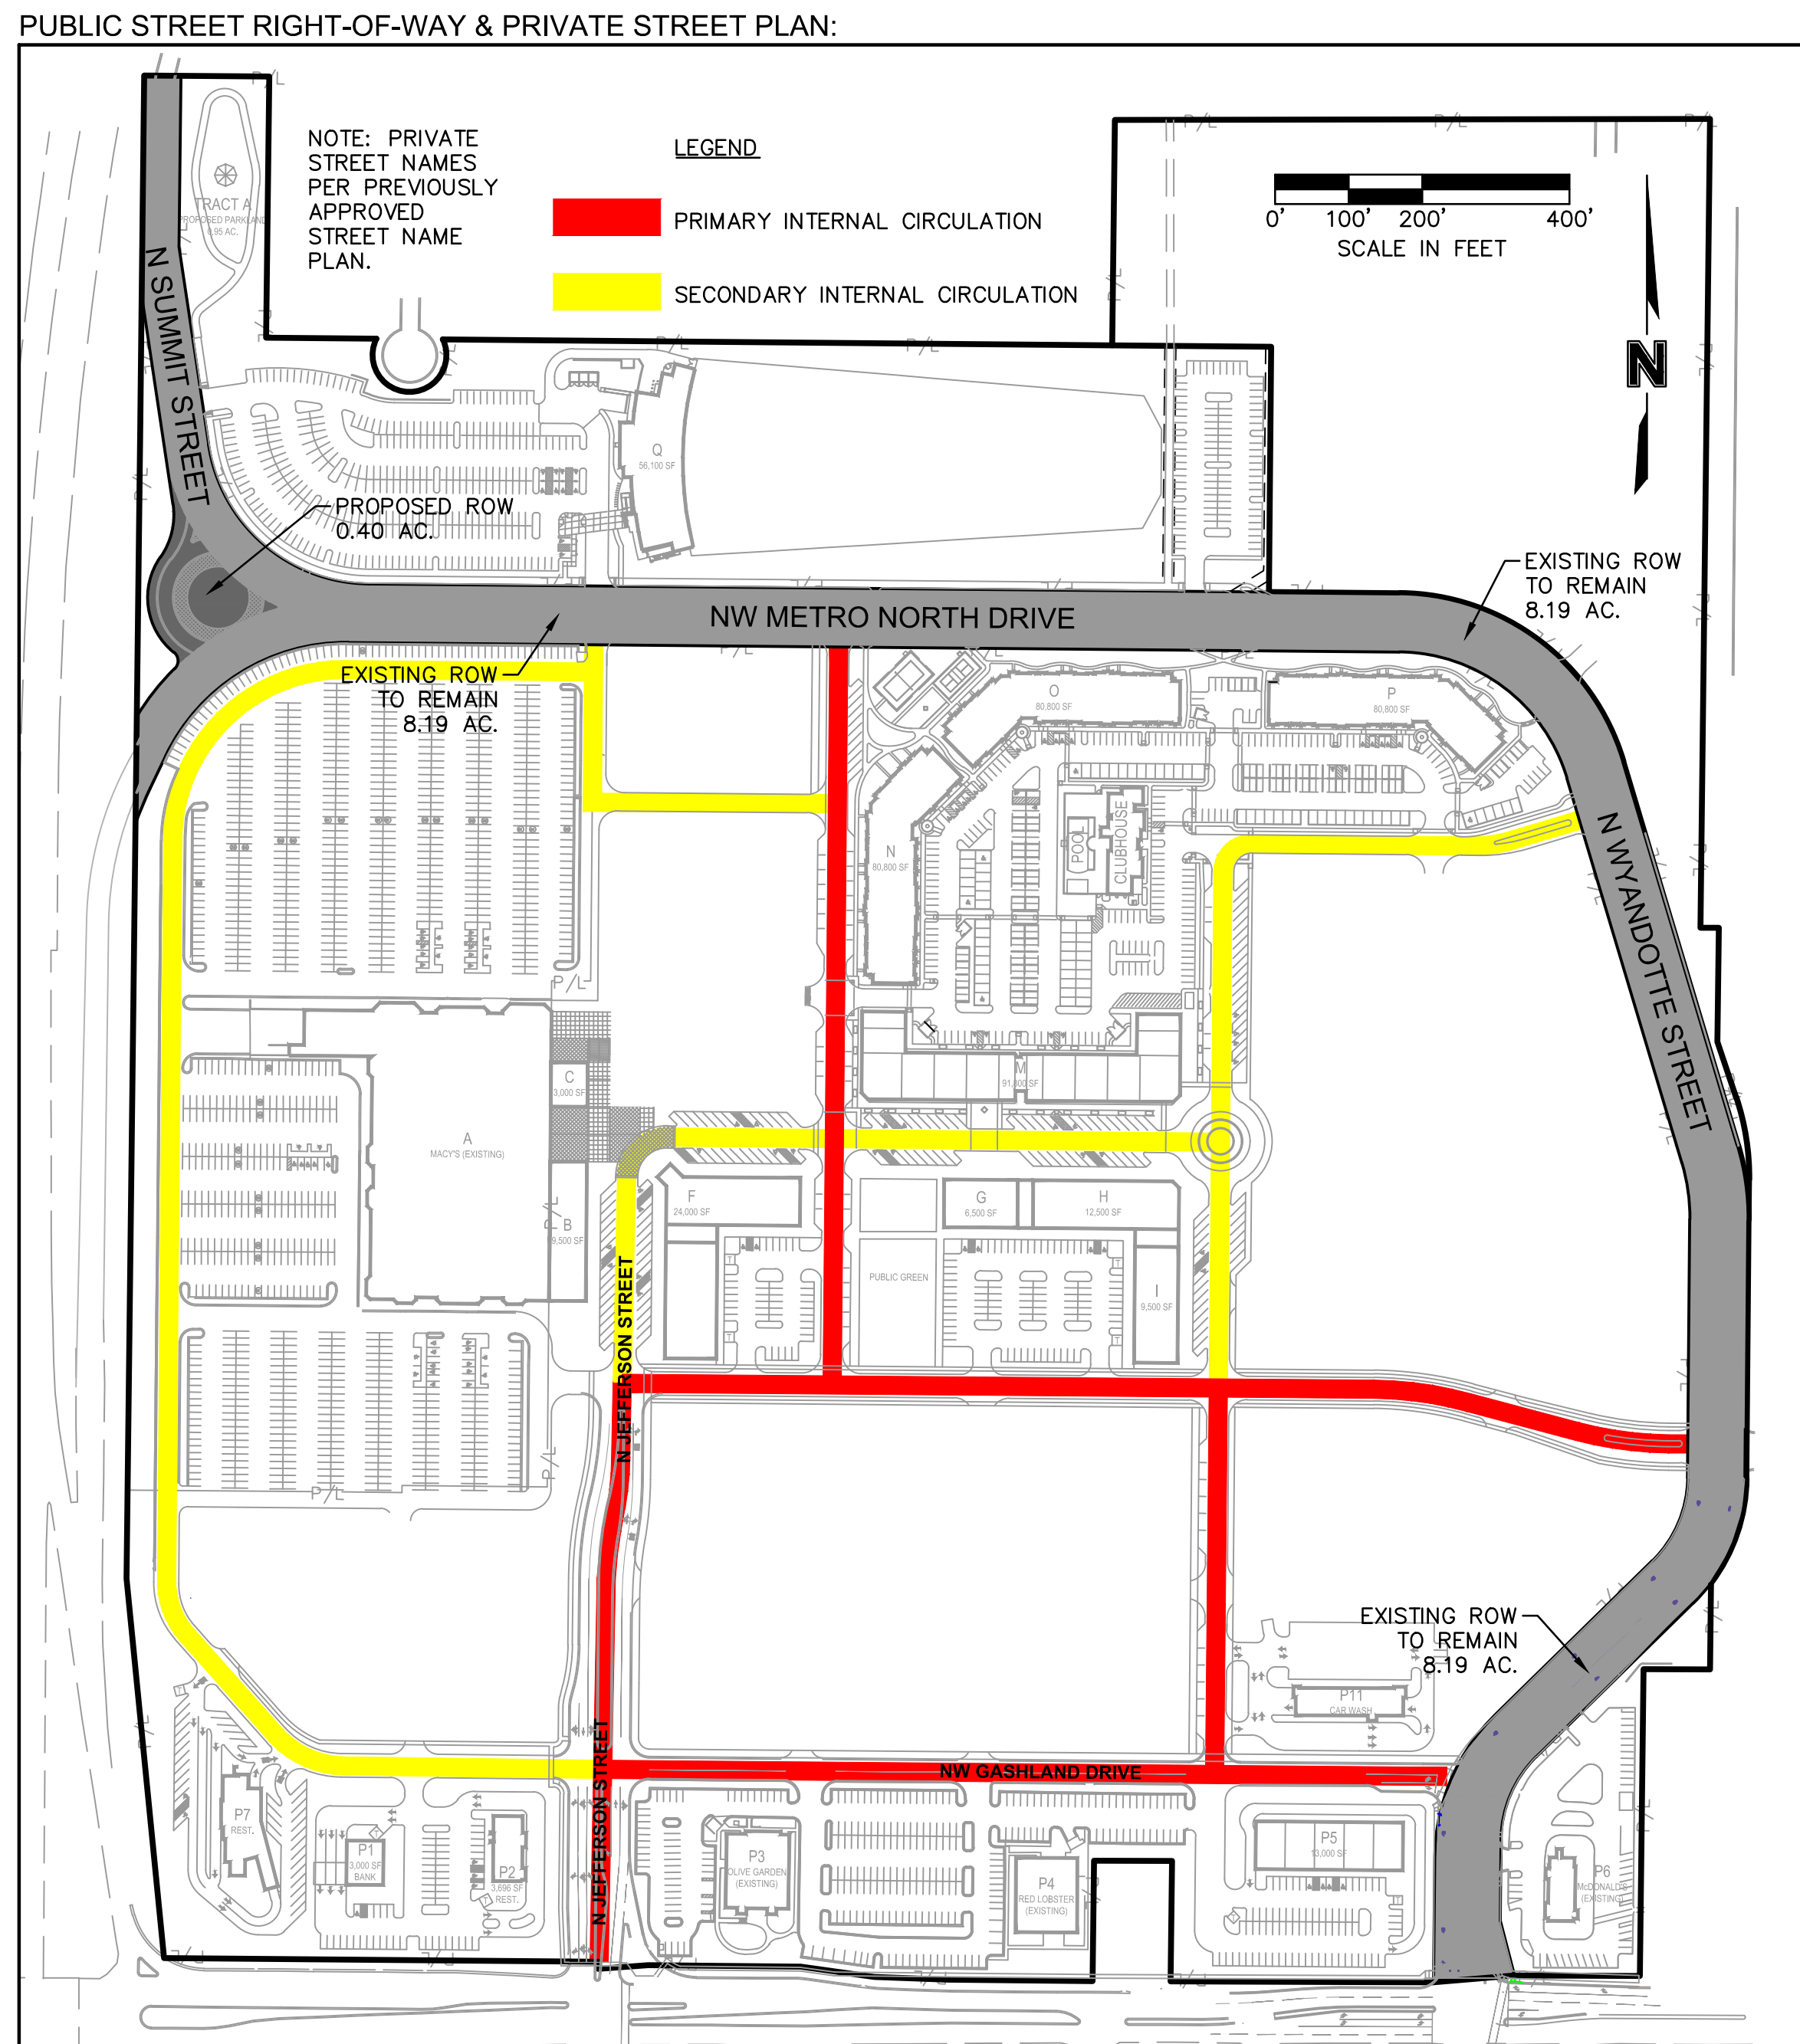 PUBLIC STREET RIGHT-OF-WAY & PRIVATE STREET PLAN:
P/L
NOTE: PRIVATE
STREET NAMES
PER PREVIOUSLY
APPROVED
STREET NAME
PLAN.
LEGEND
PRIMARY INTERNAL CIRCULATION
SECONDARY INTERNAL CIRCULATION
P/L
P/L
P/L
0'
100'
200'
400'
SCALE IN FEET
N
TRACT A
PROPOSED PARKLAND
0.95 AC.
N SUMMIT STREET
P/L
P/L
P/L
P/L
P/L
Q
56,100 SF
PROPOSED ROW
0.40 AC.
EXISTING ROW
TO REMAIN
8.19 AC.
NW METRO NORTH DRIVE
EXISTING ROW
TO REMAIN
8.19 AC.
P/L
O
80,800 SF
P
80,800 SF
N
80,800 SF
POOL
CLUBHOUSE
N WYANDOTTE STREET
P/L
P/L
M
91,800 SF
C
3,000 SF
A
MACY'S (EXISTING)
B
9,500 SF
P/L
F
24,000 SF
G
6,500 SF
H
12,500 SF
PUBLIC GREEN
I
9,500 SF
N JEFFERSON STREET
P/L
P/L
P/L
EXISTING ROW
TO REMAIN
8.19 AC.
P/L
P11
CAR WASH
NW GASHLAND DRIVE
N JEFFERSON STREET
P/L
P7
REST.
P1
3,000 SF
BANK
P2
3,696 SF
REST.
P3
OLIVE GARDEN
(EXISTING)
P4
RED LOBSTER
(EXISTING)
P5
13,000 SF
P6
McDONALD'S
(EXISTING)
P/L
P/L
P/L
P/L
P/L